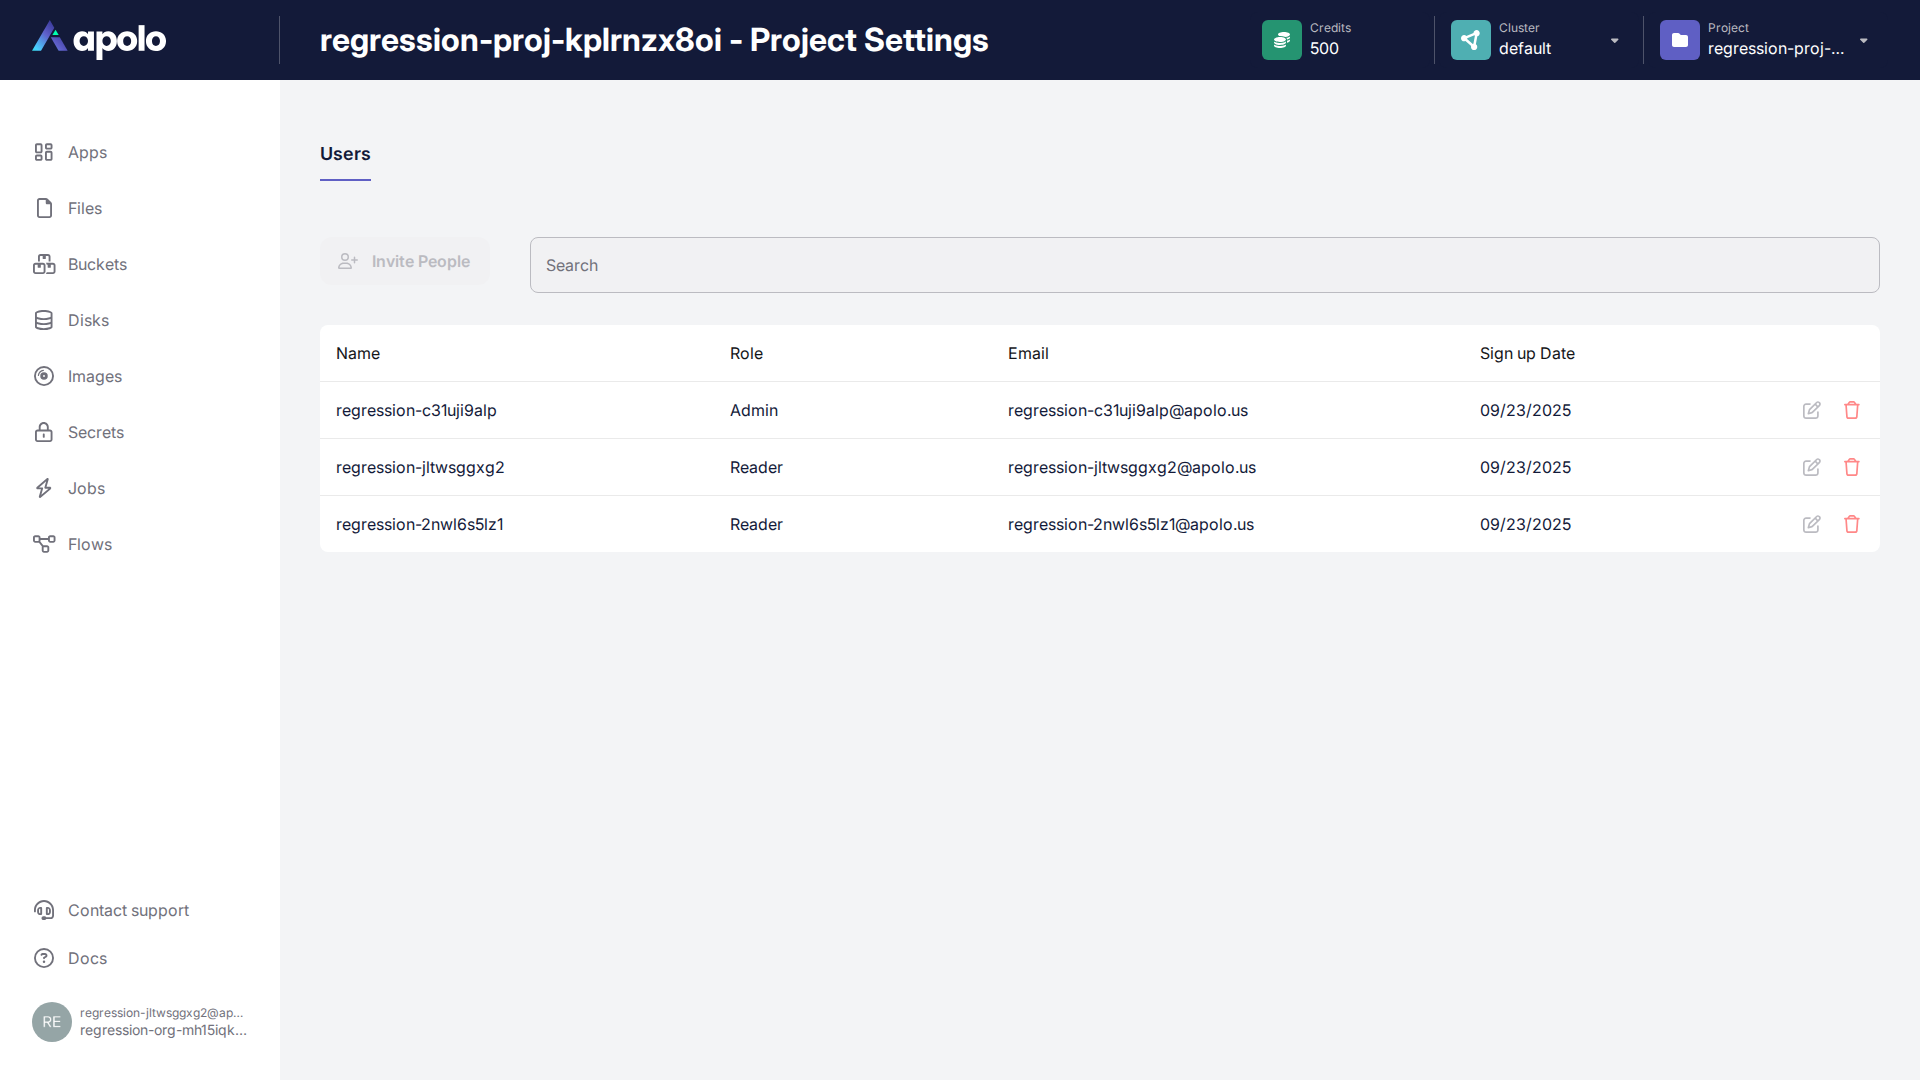 apolo
regression-proj-kplrnzx8oi - Project Settings
Credits
500
Cluster
default
Project
regression-proj-...
Apps
Files
Buckets
Disks
Images
Secrets
Jobs
Flows
Contact support
Docs
RE
regression-jltwsggxg2@ap...
regression-org-mh15iqk...
Users
Invite People
Search
Name Role Email Sign up Date
regression-c31uji9alp Admin regression-c31uji9alp@apolo.us 09/23/2025
regression-jltwsggxg2 Reader regression-jltwsggxg2@apolo.us 09/23/2025
regression-2nwl6s5lz1 Reader regression-2nwl6s5lz1@apolo.us 09/23/2025